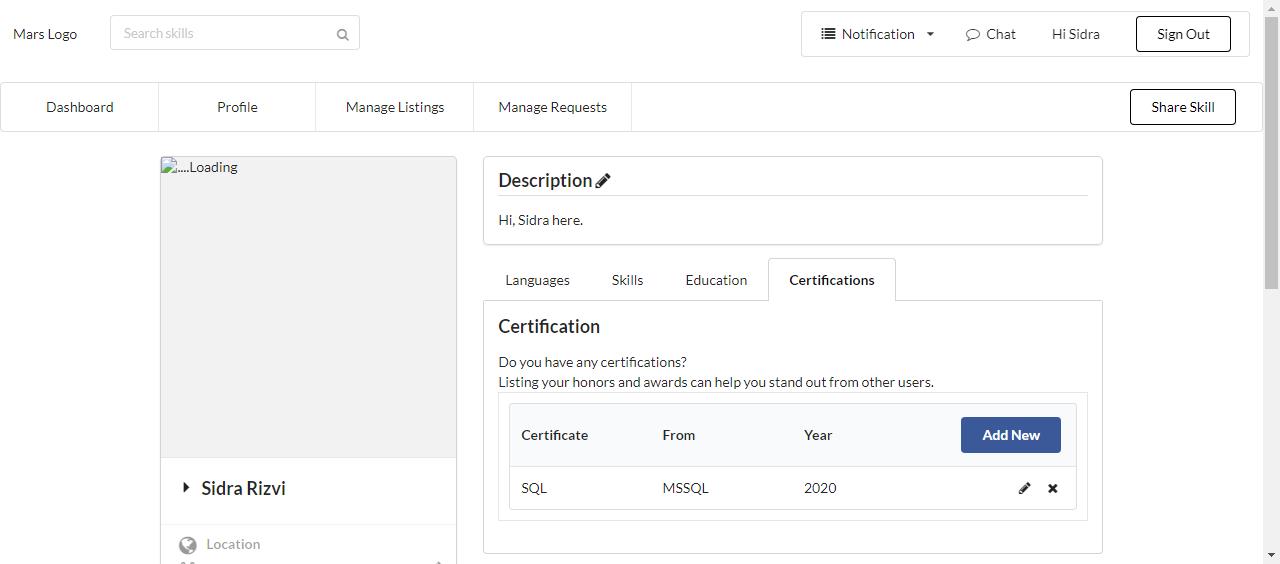 Mars Logo
Search skills
Notification
Chat
Hi Sidra
Sign Out
Dashboard
Profile
Manage Listings
Manage Requests
Share Skill
....Loading
Sidra Rizvi
Location
Description
Hi, Sidra here.
Languages
Skills
Education
Certifications
Certification
Do you have any certifications?
Listing your honors and awards can help you stand out from other users.
Certificate From Year Add New
SQL MSSQL 2020